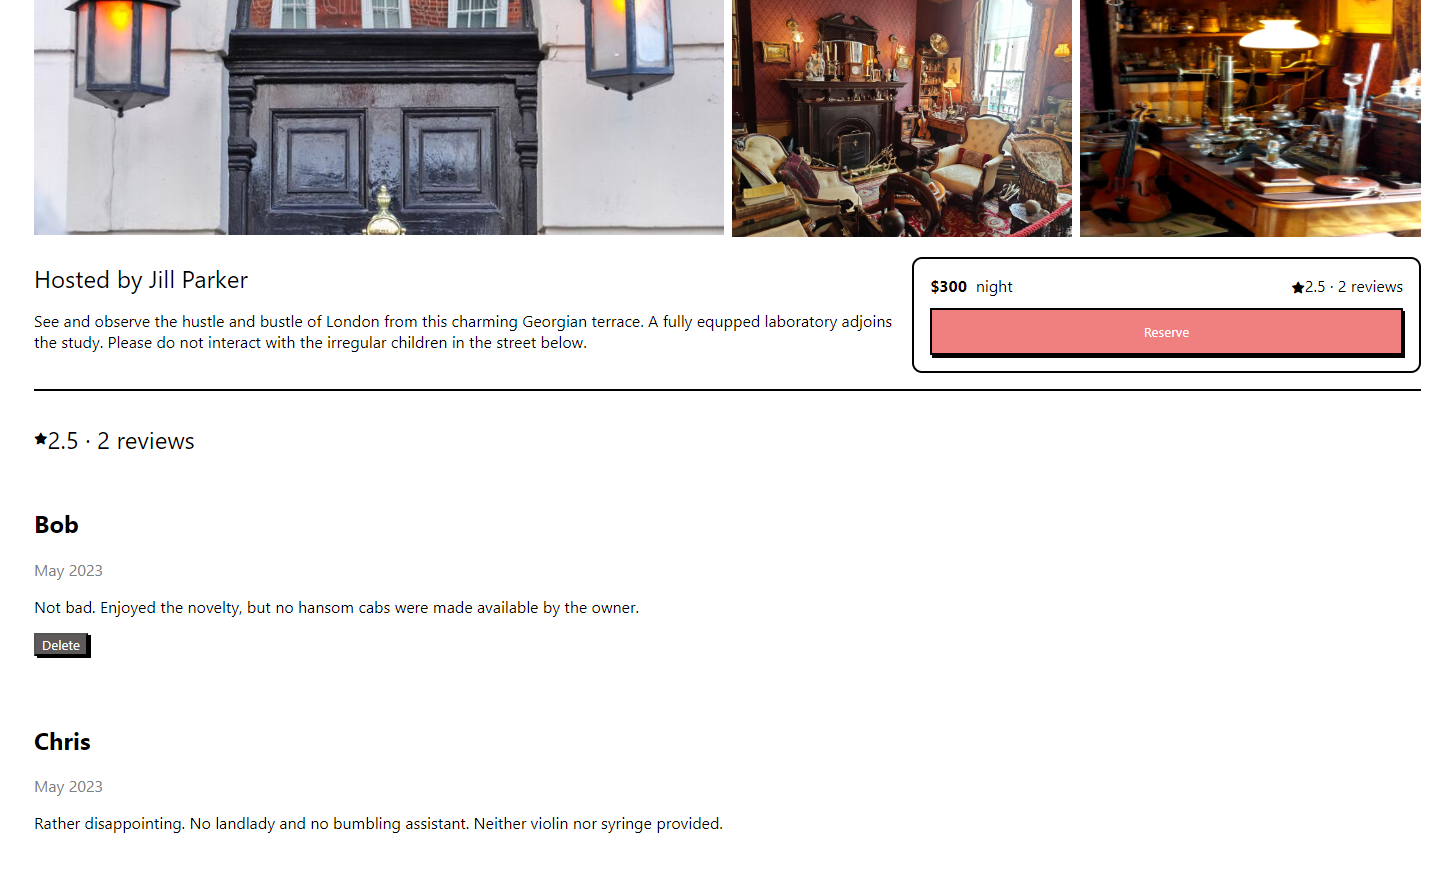 Hosted by Jill Parker
See and observe the hustle and bustle of London from this charming Georgian terrace. A fully equpped laboratory adjoins
the study. Please do not interact with the irregular children in the street below.
$300 night
★2.5 · 2 reviews
Reserve
★2.5 · 2 reviews
Bob
May 2023
Not bad. Enjoyed the novelty, but no hansom cabs were made available by the owner.
Delete
Chris
May 2023
Rather disappointing. No landlady and no bumbling assistant. Neither violin nor syringe provided.